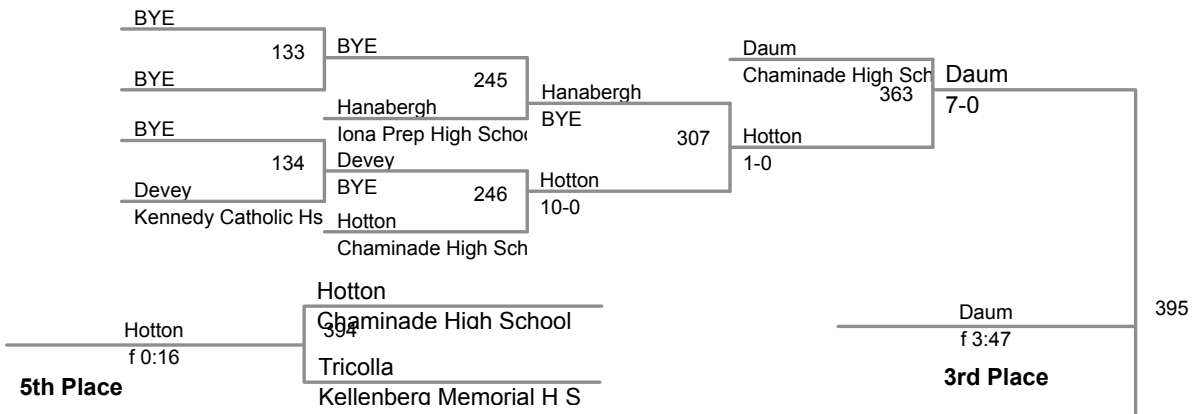 BYE
133
BYE
BYE
245
Hanabergh
Iona Prep High Schoo
BYE
134
Devey
Kennedy Catholic Hs
Devey
BYE
246
Hotton
Chaminade High Sch
Hanabergh
BYE
307
Hotton
10-0
Daum
Chaminade High Sch
363
Hotton
1-0
Daum
7-0
395
Daum
f 3:47
3rd Place
Hotton
Chaminade High School
394
Tricolla
Kellenberg Memorial H S
Hotton
f 0:16
5th Place